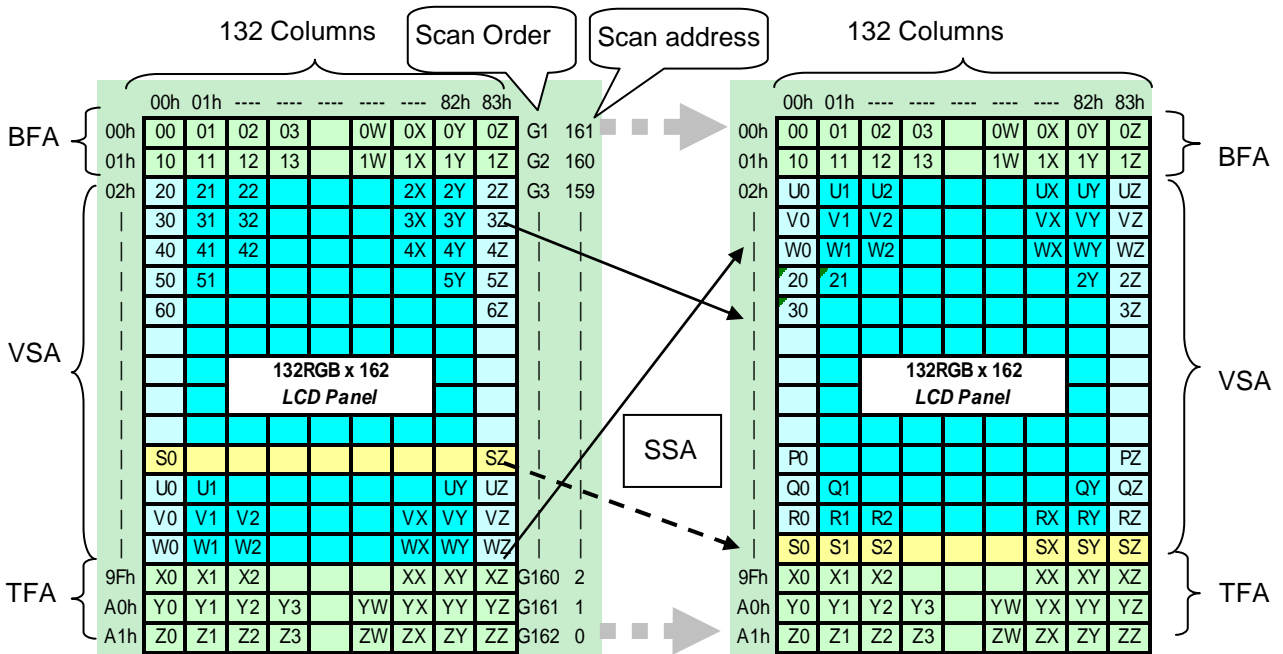 132 Columns Scan Order Scan address 132 Columns
00h 01h ---- ---- ---- ---- ---- 82h 83h 00h 01h ---- ---- ---- ---- ---- 82h 83h
BFA 00h 00 01 02 03 0W 0X 0Y 0Z G1 161 00h 00 01 02 03 0W 0X 0Y 0Z BFA
01h 10 11 12 13 1W 1X 1Y 1Z G2 160 01h 10 11 12 13 1W 1X 1Y 1Z
02h 20 21 22 2X 2Y 2Z G3 159 02h U0 U1 U2 UX UY UZ
| 30 31 32 3X 3Y 3Z | | | V0 V1 V2 VX VY VZ
| 40 41 42 4X 4Y 4Z | | | W0 W1 W2 WX WY WZ
| 50 51 5Y 5Z | | | 20 21 2Y 2Z
| 60 6Z | | | 30 3Z
VSA 132RGB x 162 132RGB x 162 VSA
LCD Panel LCD Panel
SSA
| S0 SZ | | | P0 PZ
| U0 U1 UY UZ | | | Q0 Q1 QY QZ
| V0 V1 V2 VX VY VZ | | | R0 R1 R2 RX RY RZ
| W0 W1 W2 WX WY WZ | | | S0 S1 S2 SX SY SZ
9Fh X0 X1 X2 XX XY XZ G160 2 9Fh X0 X1 X2 XX XY XZ
TFA A0h Y0 Y1 Y2 Y3 YW YX YY YZ G161 1 A0h Y0 Y1 Y2 Y3 YW YX YY YZ TFA
A1h Z0 Z1 Z2 Z3 ZW ZX ZY ZZ G162 0 A1h Z0 Z1 Z2 Z3 ZW ZX ZY ZZ